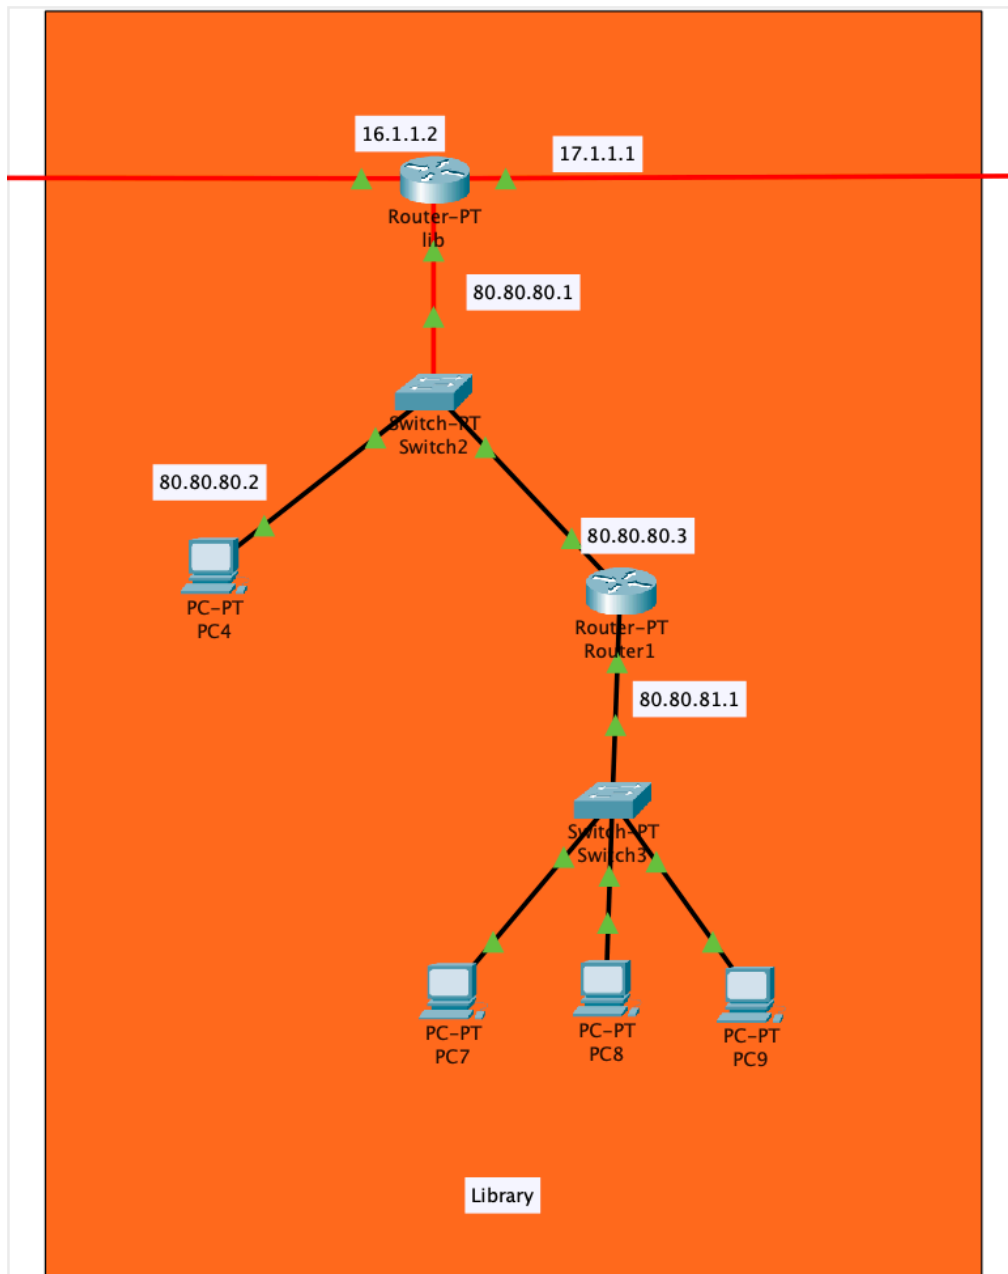 16.1.1.2
17.1.1.1
Router-PT
lib
80.80.80.1
Switch-PT
Switch2
80.80.80.2
80.80.80.3
PC-PT
PC4
Router-PT
Router1
80.80.81.1
Switch-PT
Switch3
PC-PT
PC7
PC-PT
PC8
PC-PT
PC9
Library